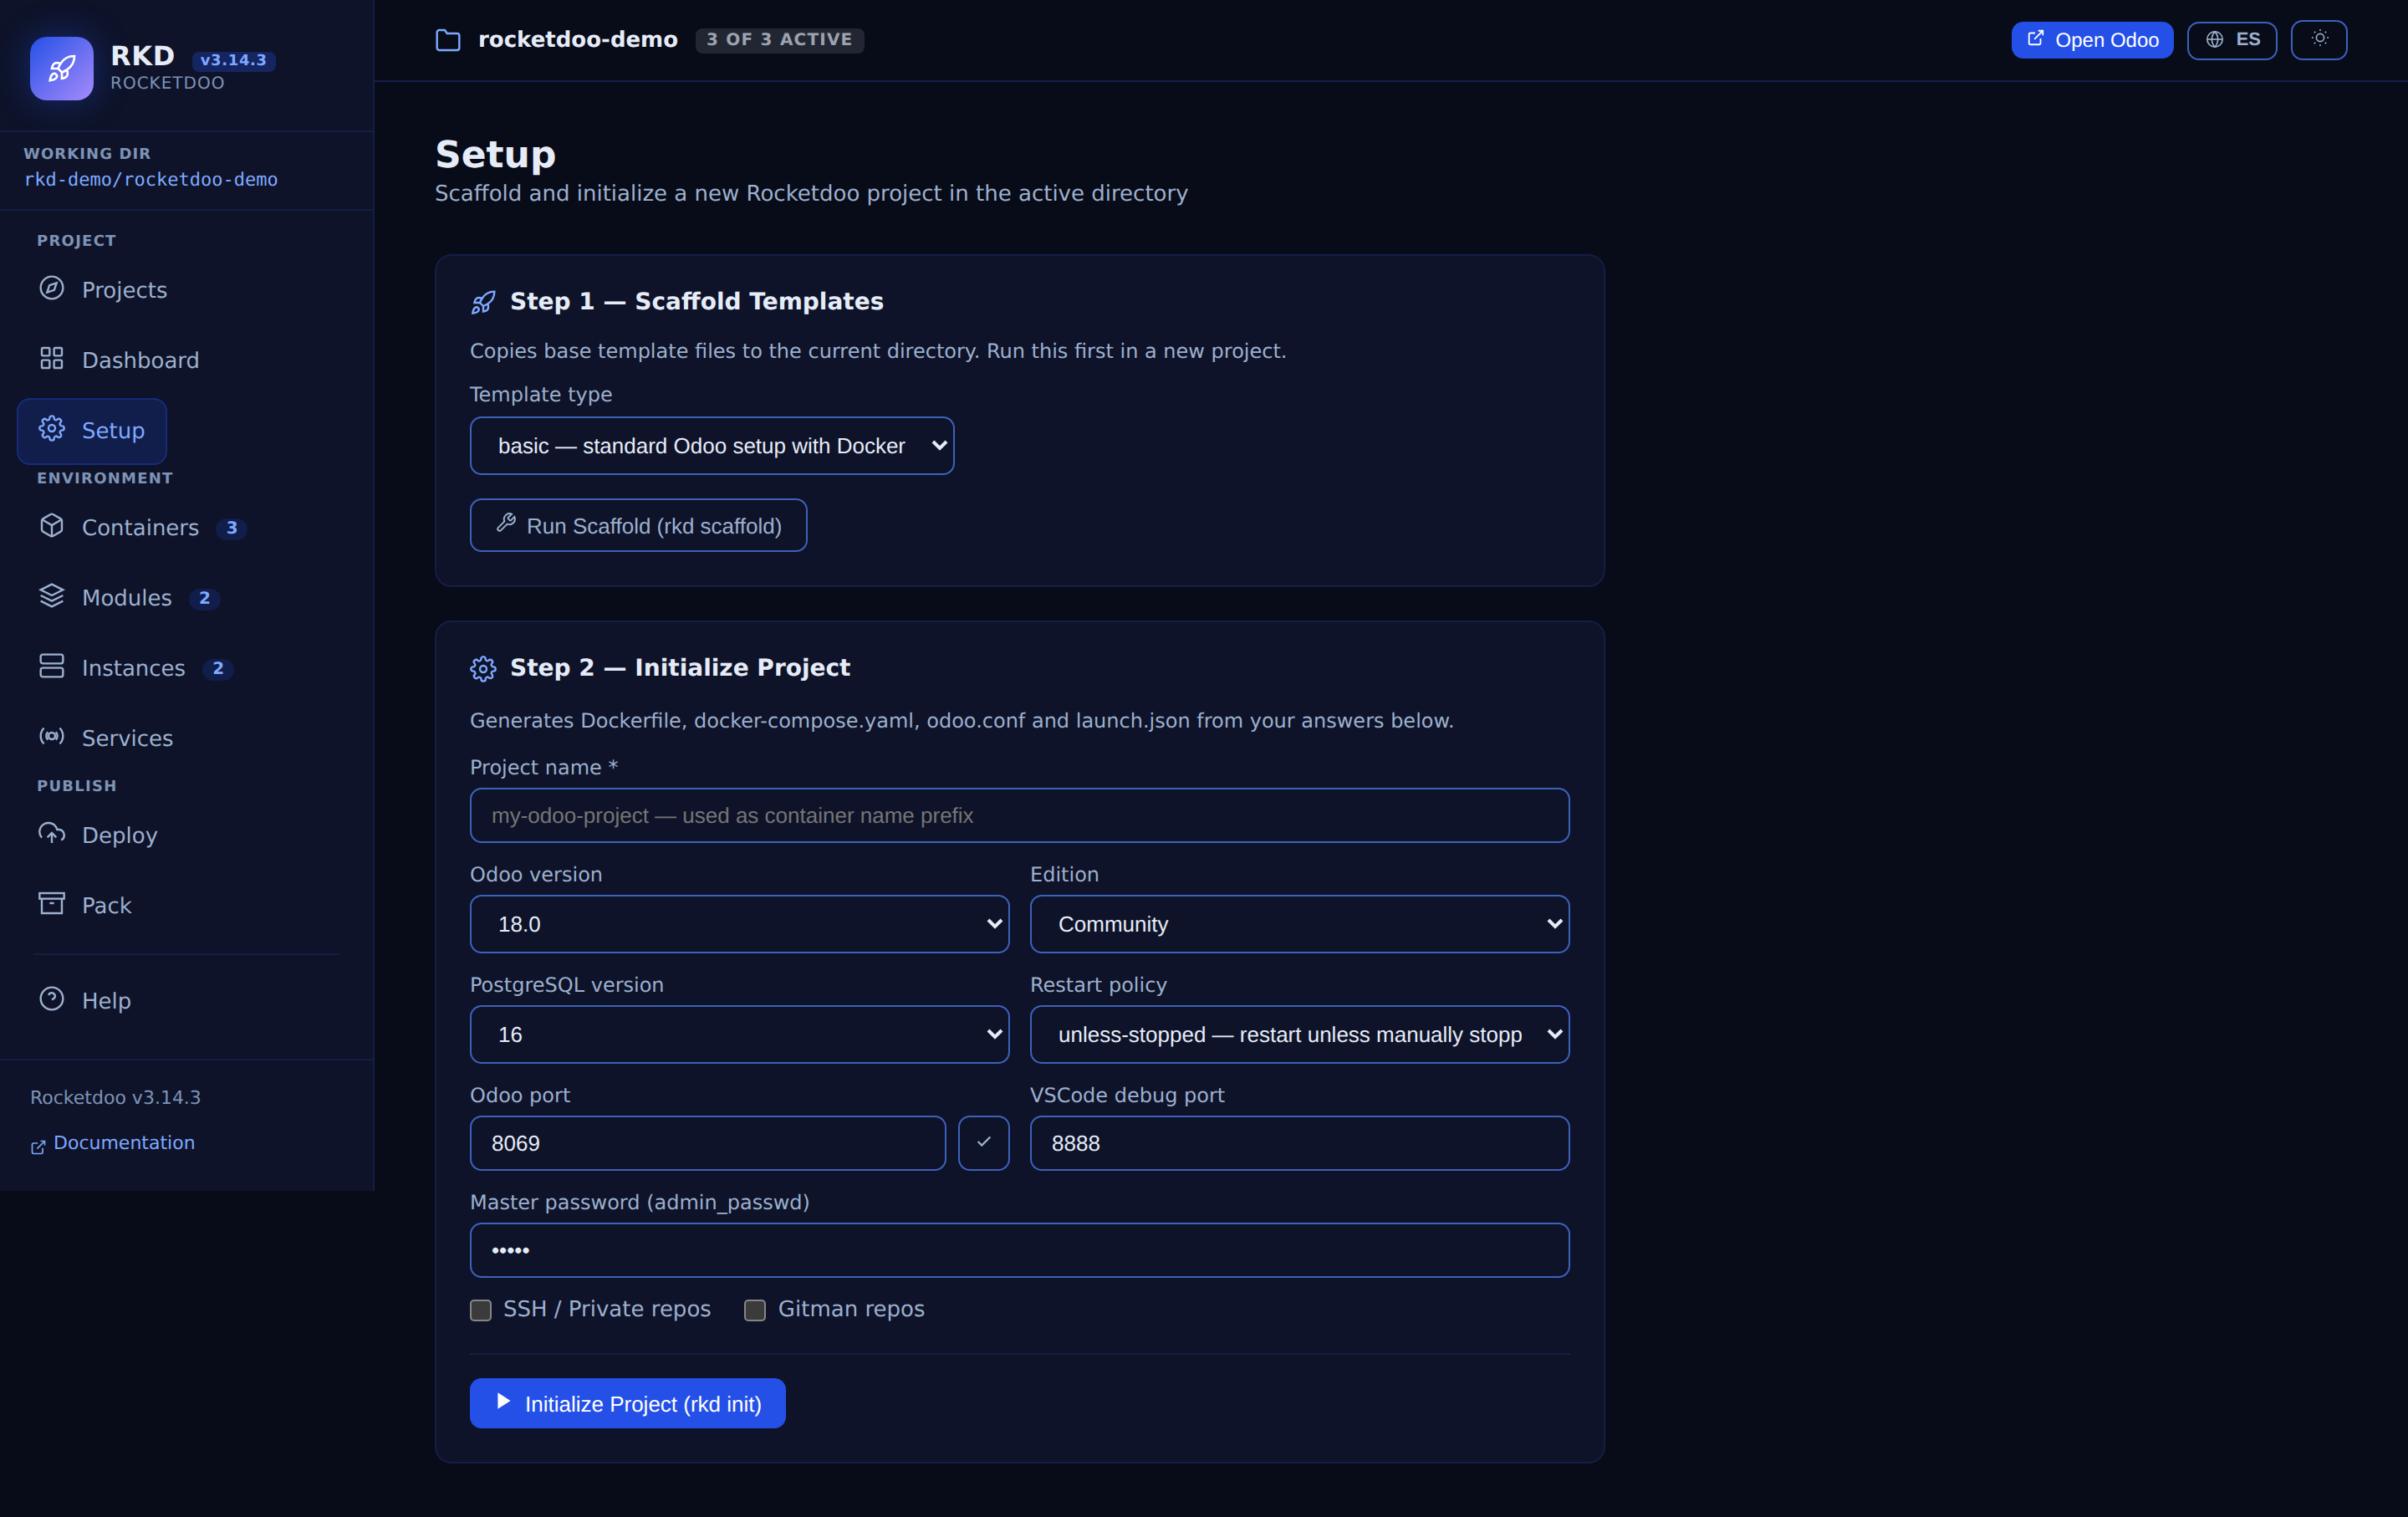 RKD v3.14.3
ROCKETDOO
WORKING DIR
rkd-demo/rocketdoo-demo
PROJECT
Projects
Dashboard
Setup
ENVIRONMENT
Containers 3
Modules 2
Instances 2
Services
PUBLISH
Deploy
Pack
Help
Rocketdoo v3.14.3
Documentation
rocketdoo-demo 3 OF 3 ACTIVE
Open Odoo ES
Setup
Scaffold and initialize a new Rocketdoo project in the active directory
Step 1 — Scaffold Templates
Copies base template files to the current directory. Run this first in a new project.
Template type
basic — standard Odoo setup with Docker
Run Scaffold (rkd scaffold)
Step 2 — Initialize Project
Generates Dockerfile, docker-compose.yaml, odoo.conf and launch.json from your answers below.
Project name *
my-odoo-project — used as container name prefix
Odoo version Edition
18.0 Community
PostgreSQL version Restart policy
16 unless-stopped — restart unless manually stopp
Odoo port VSCode debug port
8069 8888
Master password (admin_passwd)
•••••
SSH / Private repos Gitman repos
Initialize Project (rkd init)